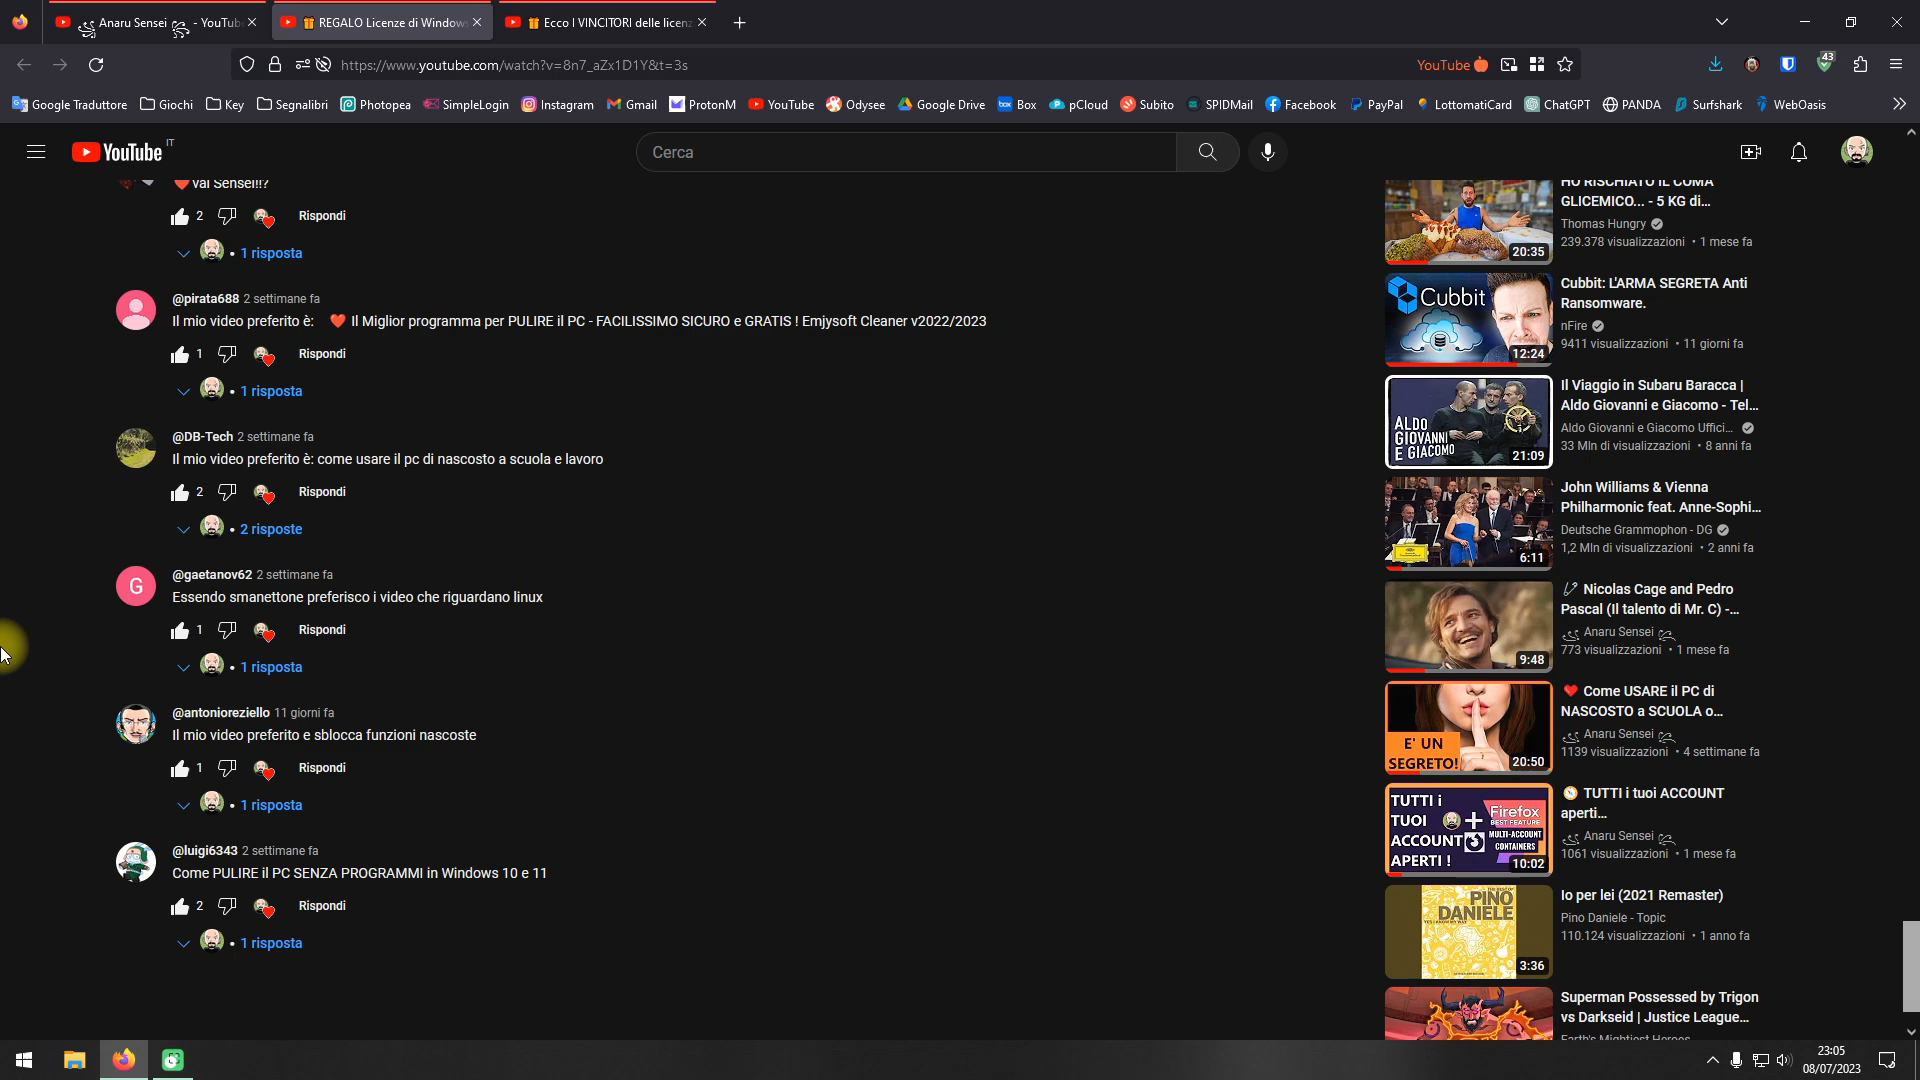 Anaru Sensei - YouTube
REGALO Licenze di Windows
Ecco I VINCITORI delle licenz
https://www.youtube.com/watch?v=8n7_aZx1D1Y&t=3s
YouTube
43
Google Traduttore
Giochi
Key
Segnalibri
Photopea
SimpleLogin
Instagram
Gmail
ProtonM
YouTube
Odysee
Google Drive
Box
pCloud
Subito
SPIDMail
Facebook
PayPal
LottomatiCard
ChatGPT
PANDA
Surfshark
WebOasis
YouTube IT
Cerca
❤️ vai Sensei!!?
2 Rispondi
• 1 risposta
@pirata688 2 settimane fa
Il mio video preferito è: ❤️ Il Miglior programma per PULIRE il PC - FACILISSIMO SICURO e GRATIS ! Emjysoft Cleaner v2022/2023
1 Rispondi
• 1 risposta
@DB-Tech 2 settimane fa
Il mio video preferito è: come usare il pc di nascosto a scuola e lavoro
2 Rispondi
• 2 risposte
G
@gaetanov62 2 settimane fa
Essendo smanettone preferisco i video che riguardano linux
1 Rispondi
• 1 risposta
@antonioreziello 11 giorni fa
Il mio video preferito e sblocca funzioni nascoste
1 Rispondi
• 1 risposta
@luigi6343 2 settimane fa
Come PULIRE il PC SENZA PROGRAMMI in Windows 10 e 11
2 Rispondi
• 1 risposta
20:35
HO RISCHIATO IL COMA
GLICEMICO... - 5 KG di...
Thomas Hungry
239.378 visualizzazioni • 1 mese fa
Cubbit
12:24
Cubbit: L'ARMA SEGRETA Anti
Ransomware.
nFire
9411 visualizzazioni • 11 giorni fa
ALDO
GIOVANNI
E GIACOMO
21:09
Il Viaggio in Subaru Baracca |
Aldo Giovanni e Giacomo - Tel...
Aldo Giovanni e Giacomo Uffici...
33 Mln di visualizzazioni • 8 anni fa
6:11
John Williams & Vienna
Philharmonic feat. Anne-Sophi...
Deutsche Grammophon - DG
1,2 Mln di visualizzazioni • 2 anni fa
9:48
Nicolas Cage and Pedro
Pascal (Il talento di Mr. C) -...
Anaru Sensei
773 visualizzazioni • 1 mese fa
E' UN
SEGRETO!
20:50
❤️ Come USARE il PC di
NASCOSTO a SCUOLA o...
Anaru Sensei
1139 visualizzazioni • 4 settimane fa
TUTTI i
TUOI
ACCOUNT
APERTI !
+
Firefox
BEST FEATURE
MULTI-ACCOUNT
CONTAINERS
10:02
🧭 TUTTI i tuoi ACCOUNT
aperti...
Anaru Sensei
1061 visualizzazioni • 1 mese fa
PINO
DANIELE
3:36
Io per lei (2021 Remaster)
Pino Daniele - Topic
110.124 visualizzazioni • 1 anno fa
Superman Possessed by Trigon
vs Darkseid | Justice League...
Earth's Mightiest Heroes
23:05
08/07/2023